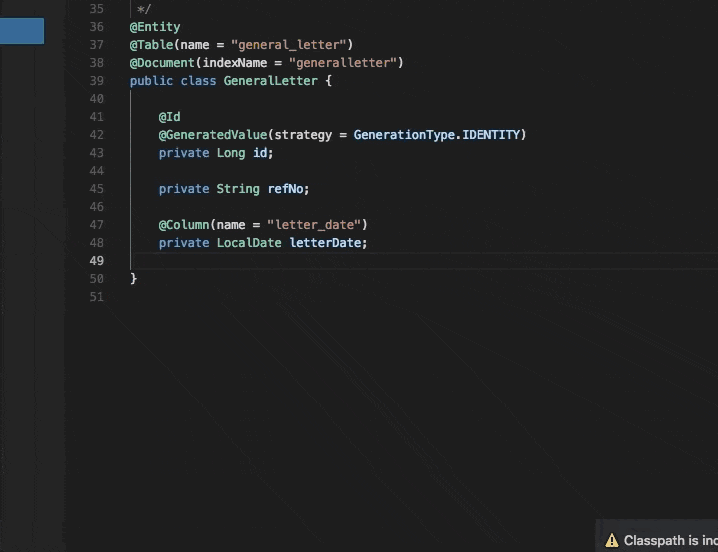 35 */
36 @Entity
37 @Table(name = "general_letter")
38 @Document(indexName = "generalletter")
39 public class GeneralLetter {
40
41 @Id
42 @GeneratedValue(strategy = GenerationType.IDENTITY)
43 private Long id;
44
45 private String refNo;
46
47 @Column(name = "letter_date")
48 private LocalDate letterDate;
49
50 }
51
Classpath is